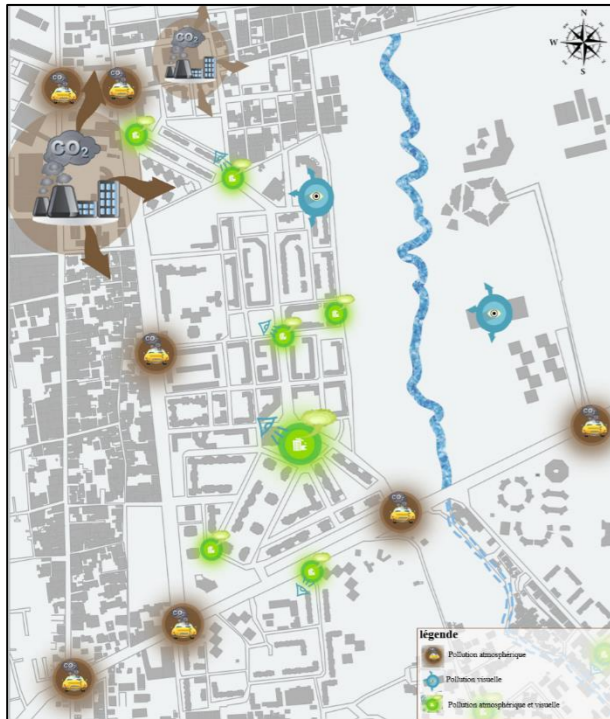 CO₂
N
W
E
S
CO₂
légende
Pollution atmosphérique
Pollution visuelle
Pollution atmosphérique et visuelle